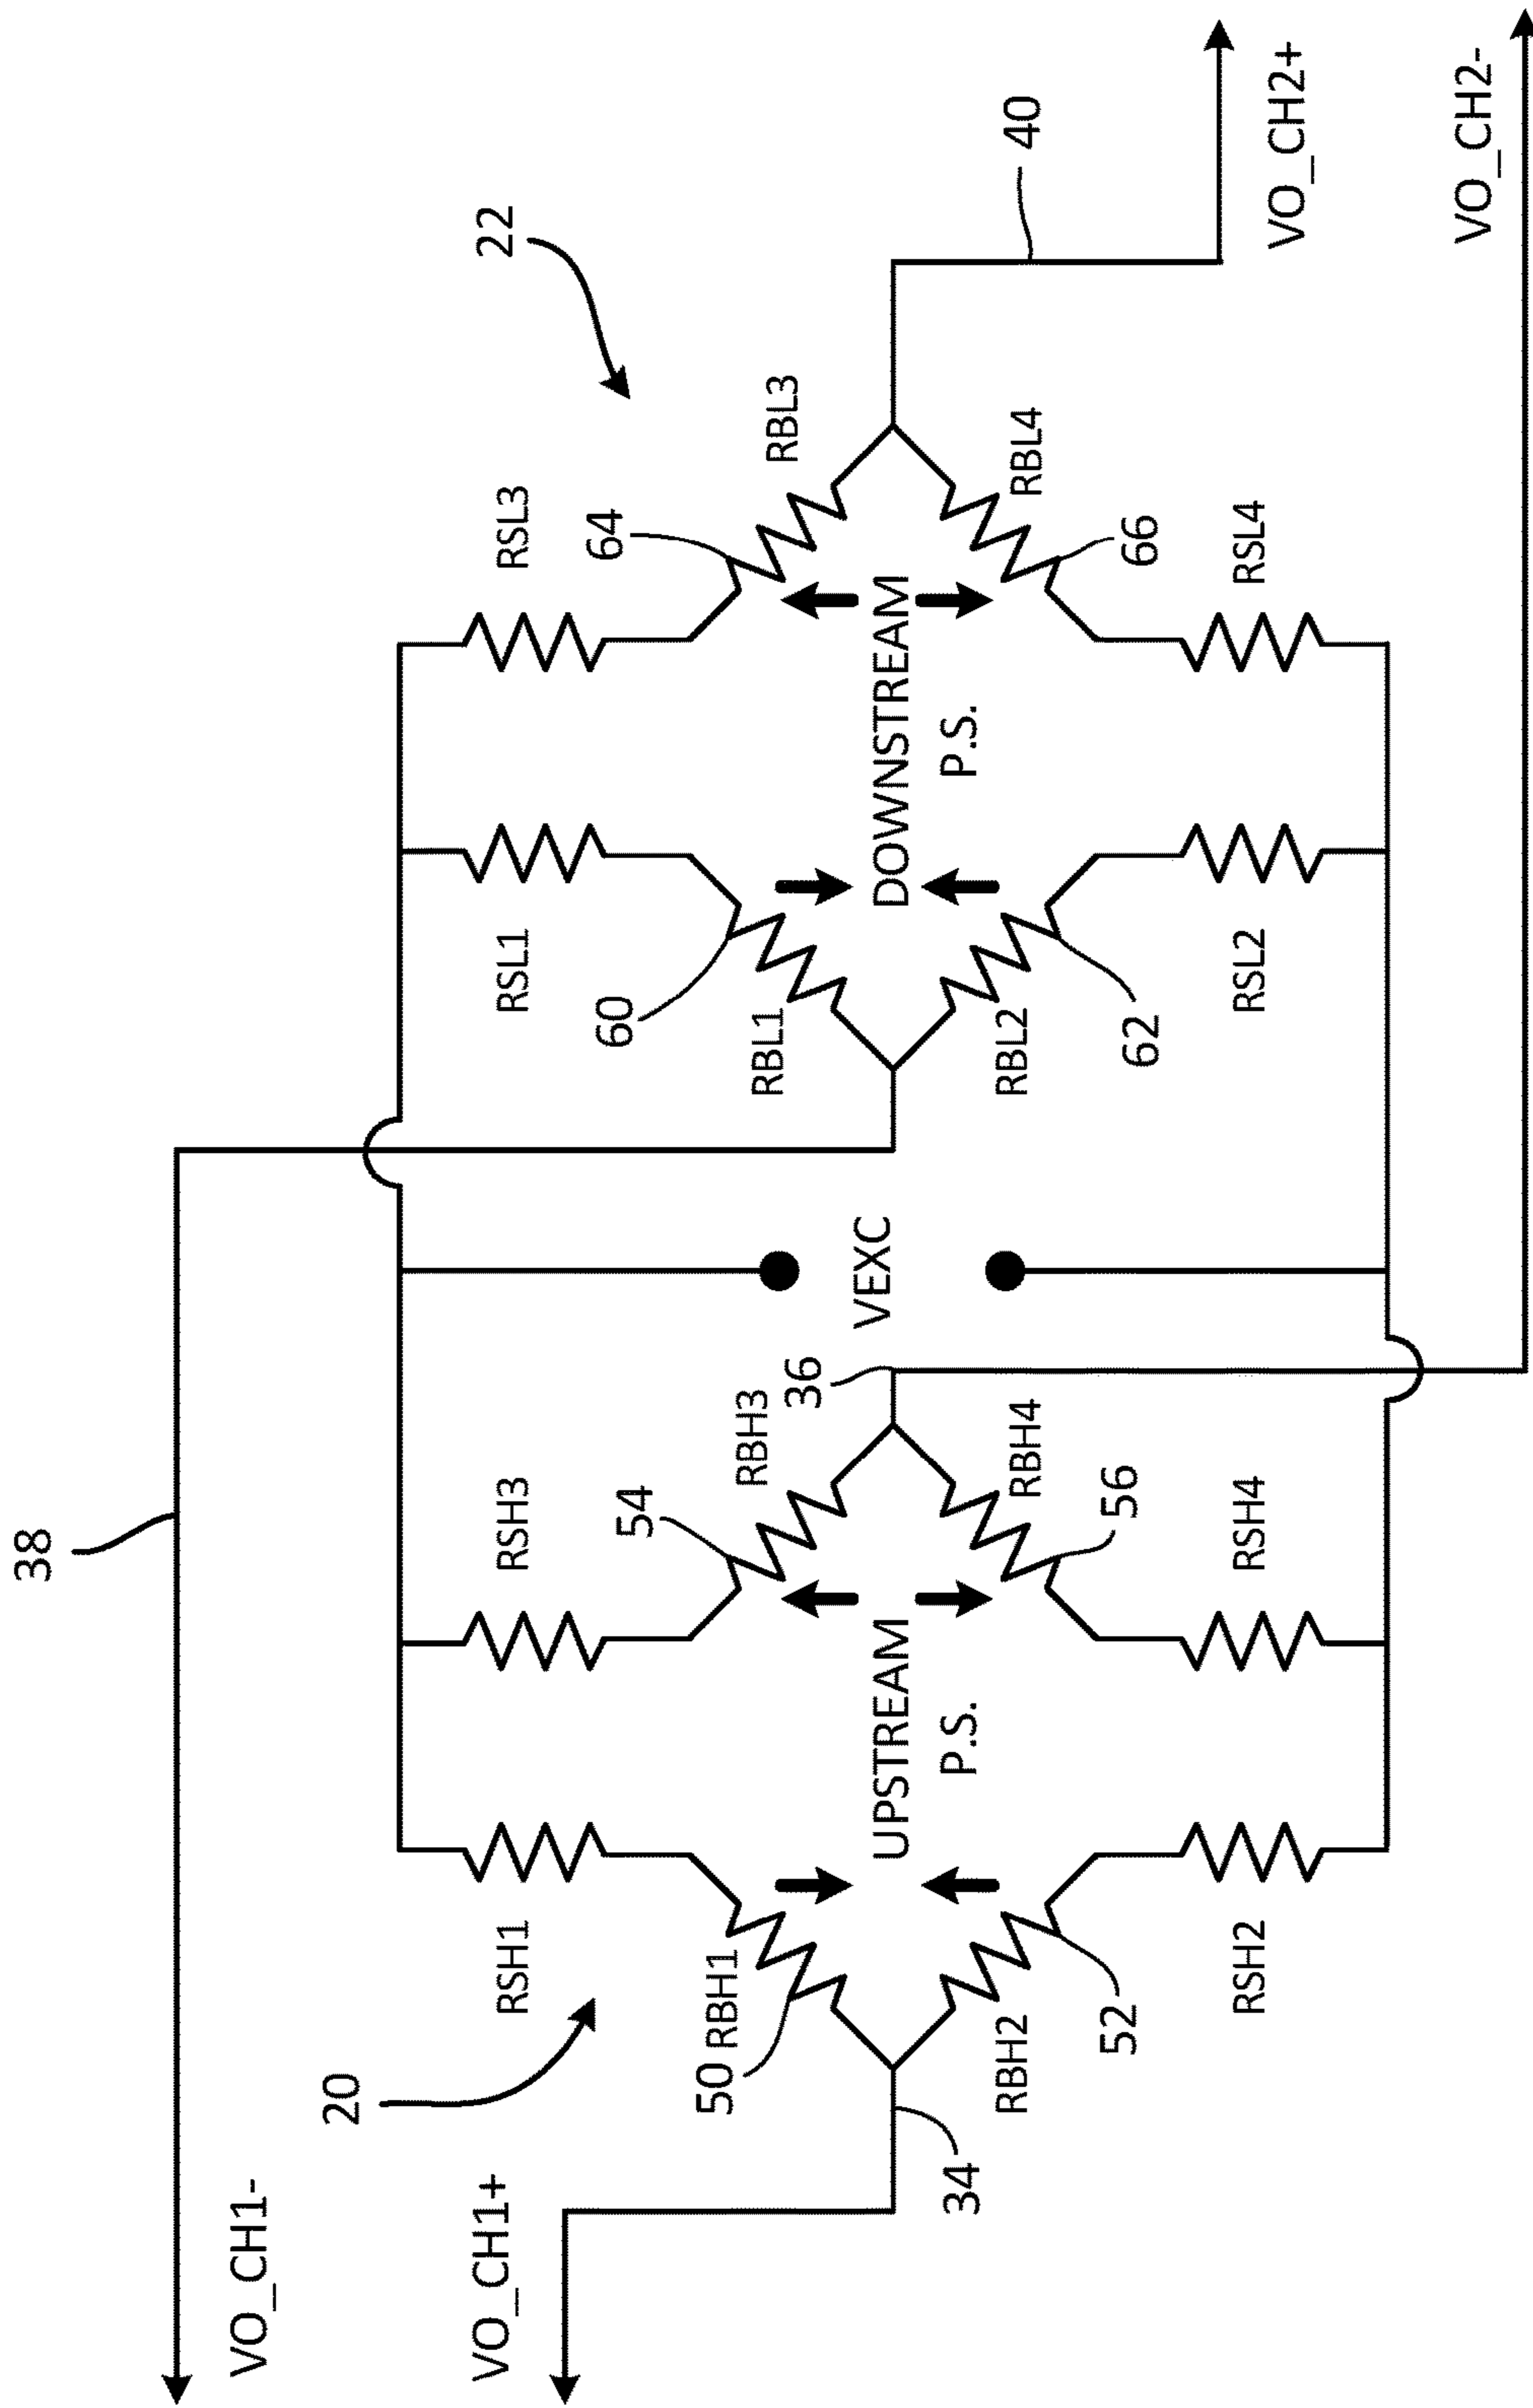 38
VO_CH1-
VO_CH1+
20
22
RSH1
RSH3
RSL1
RSL3
50
RBH1
54
RBH3
60
RBL1
64
RBL3
34
UPSTREAM
P.S.
36
VEXC
DOWNSTREAM
P.S.
40
RBH2
52
RBH4
56
RBL2
62
RBL4
66
RSH2
RSH4
RSL2
RSL4
VO_CH2+
VO_CH2-